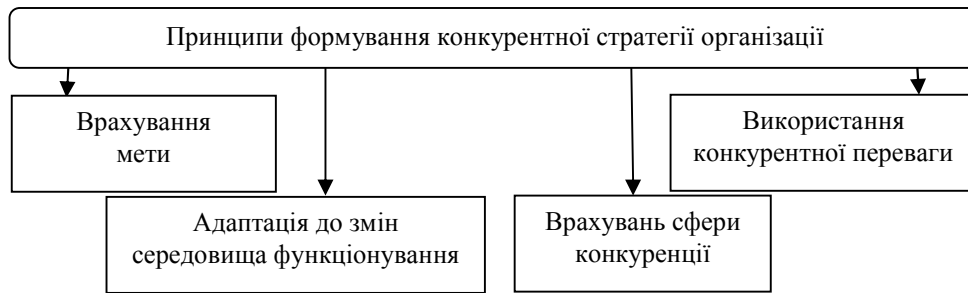 Принципи формування конкурентної стратегії організації
Врахування
мети
Використання
конкурентної переваги
Адаптація до змін
середовища функціонування
Врахувань сфери
конкуренції